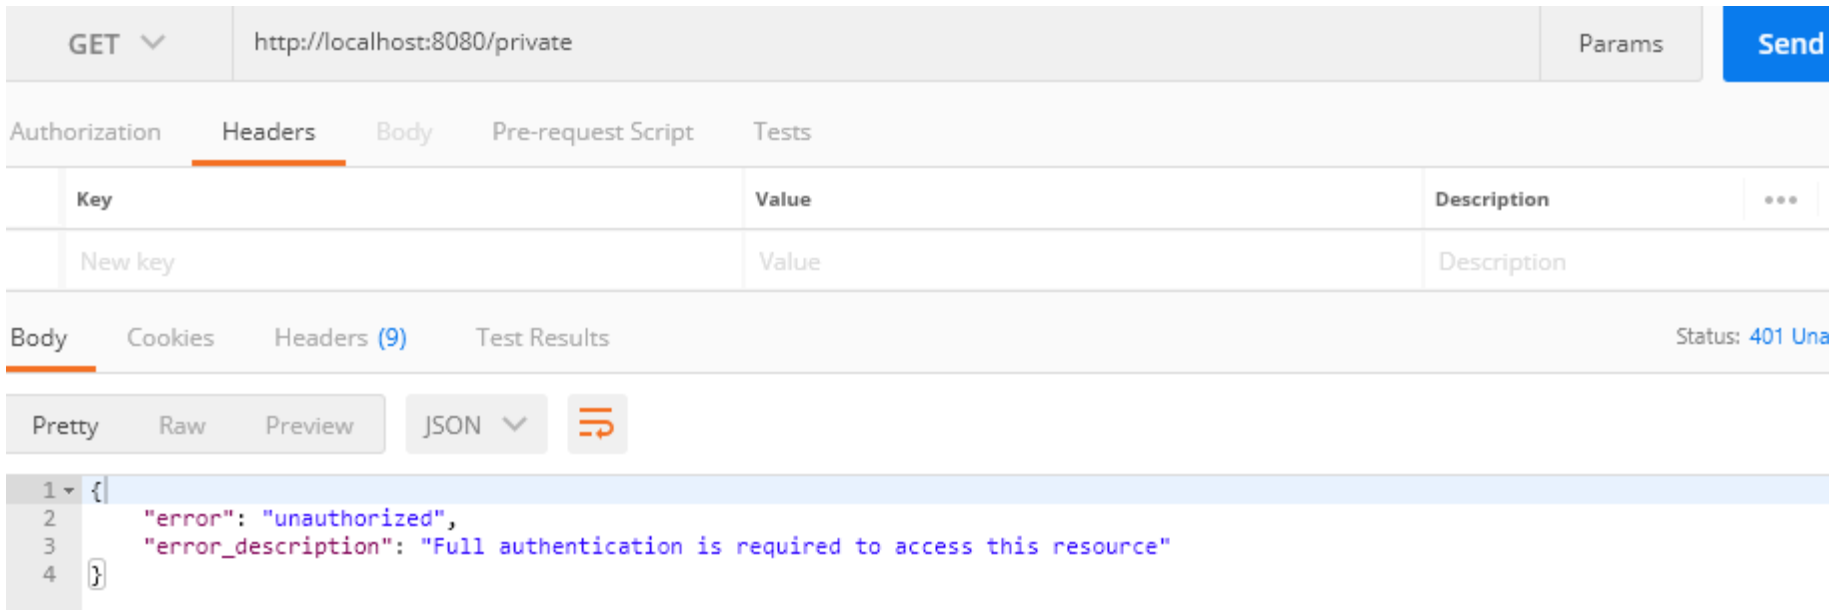 GET http://localhost:8080/private Params Send
Authorization Headers Body Pre-request Script Tests
Key Value Description •••
New key Value Description
Body Cookies Headers (9) Test Results Status: 401 Una
Pretty Raw Preview JSON
1 {
2 "error": "unauthorized",
3 "error_description": "Full authentication is required to access this resource"
4 }